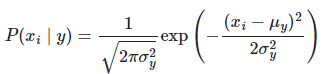 P(x_i | y) = \frac{1}{\sqrt{2\pi\sigma_y^2}} \exp\left(-\frac{(x_i - \mu_y)^2}{2\sigma_y^2}\right)